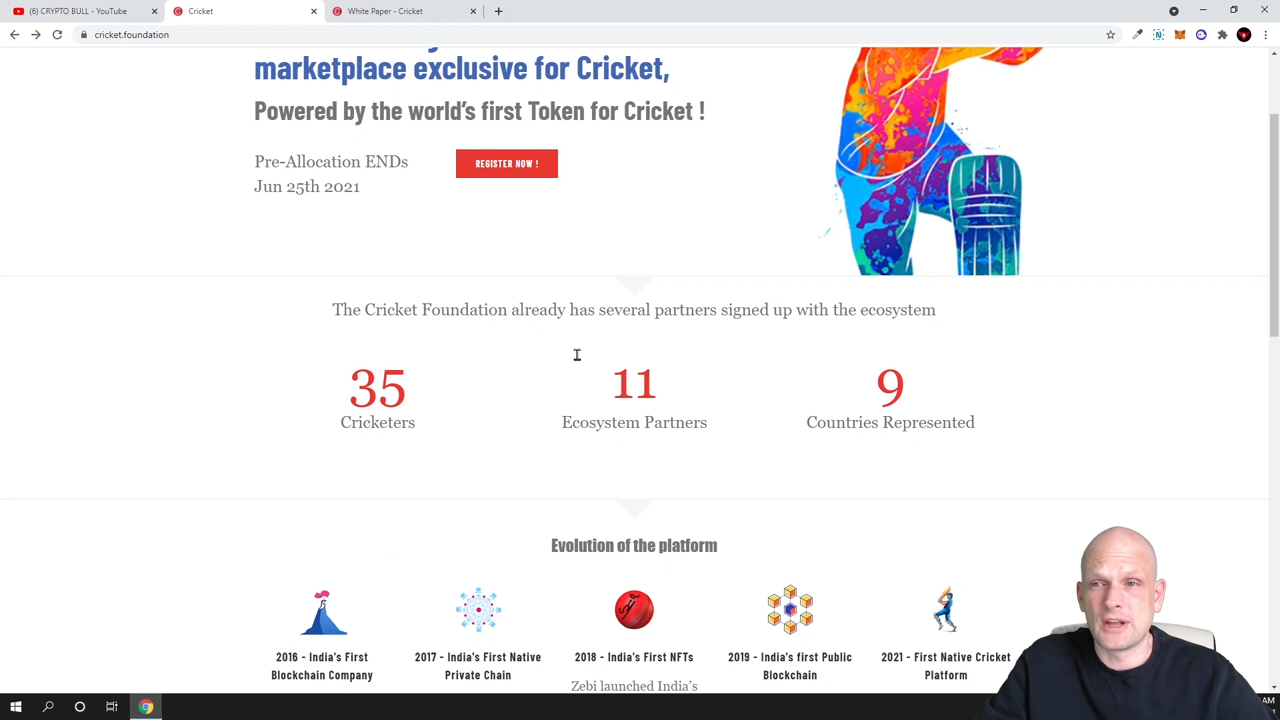 (6) CRYPTO BULL - YouTube
Cricket
White Paper - Cricket
cricket.foundation
marketplace exclusive for Cricket,
Powered by the world's first Token for Cricket !
Pre-Allocation ENDs
Jun 25th 2021
REGISTER NOW !
The Cricket Foundation already has several partners signed up with the ecosystem
35
Cricketers
11
Ecosystem Partners
9
Countries Represented
Evolution of the platform
2016 - India's First
Blockchain Company
2017 - India's First Native
Private Chain
2018 - India's First NFTs
Zebi launched India's
2019 - India's first Public
Blockchain
2021 - First Native Cricket
Platform